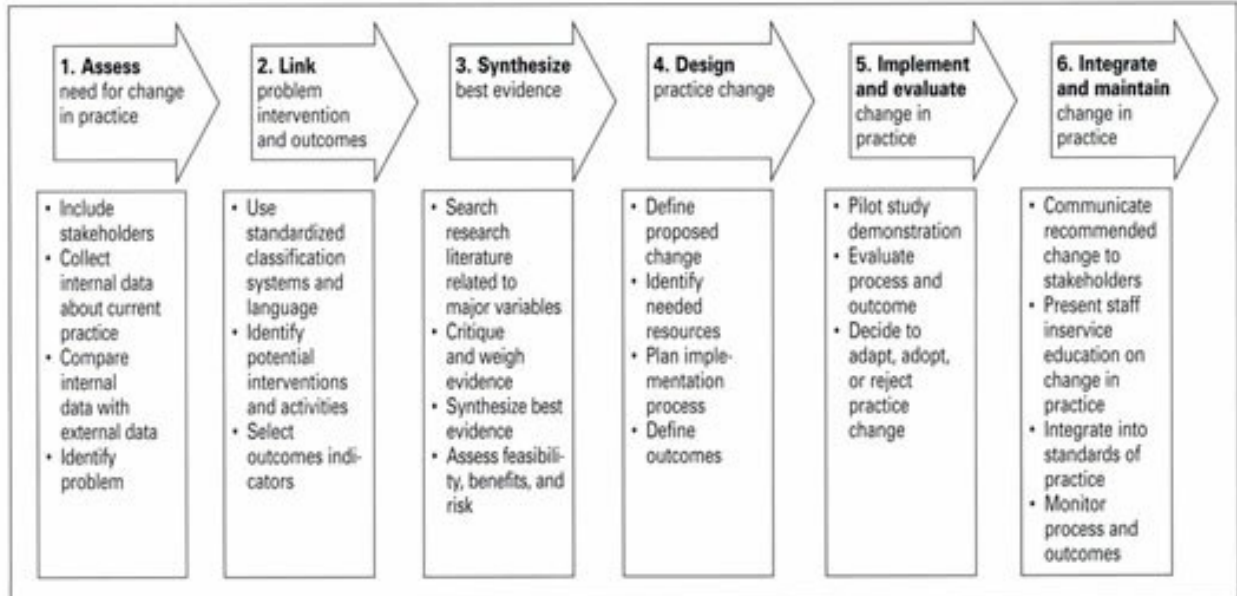 1. Assess
need for change
in practice
2. Link
problem
intervention
and outcomes
3. Synthesize
best evidence
4. Design
practice change
5. Implement
and evaluate
change in
practice
6. Integrate
and maintain
change in
practice
• Include
stakeholders
• Collect
internal data
about current
practice
• Compare
internal
data with
external data
• Identify
problem
• Use
standardized
classification
systems and
language
• Identify
potential
interventions
and activities
• Select
outcomes indi-
cators
• Search
research
literature
related to
major variables
• Critique
and weigh
evidence
• Synthesize best
evidence
• Assess feasibili-
ty, benefits, and
risk
• Define
proposed
change
• Identify
needed
resources
• Plan imple-
mentation
process
• Define
outcomes
• Pilot study
demonstration
• Evaluate
process and
outcome
• Decide to
adapt, adopt,
or reject
practice
change
• Communicate
recommended
change to
stakeholders
• Present staff
inservice
education on
change in
practice
• Integrate into
standards of
practice
• Monitor
process and
outcomes